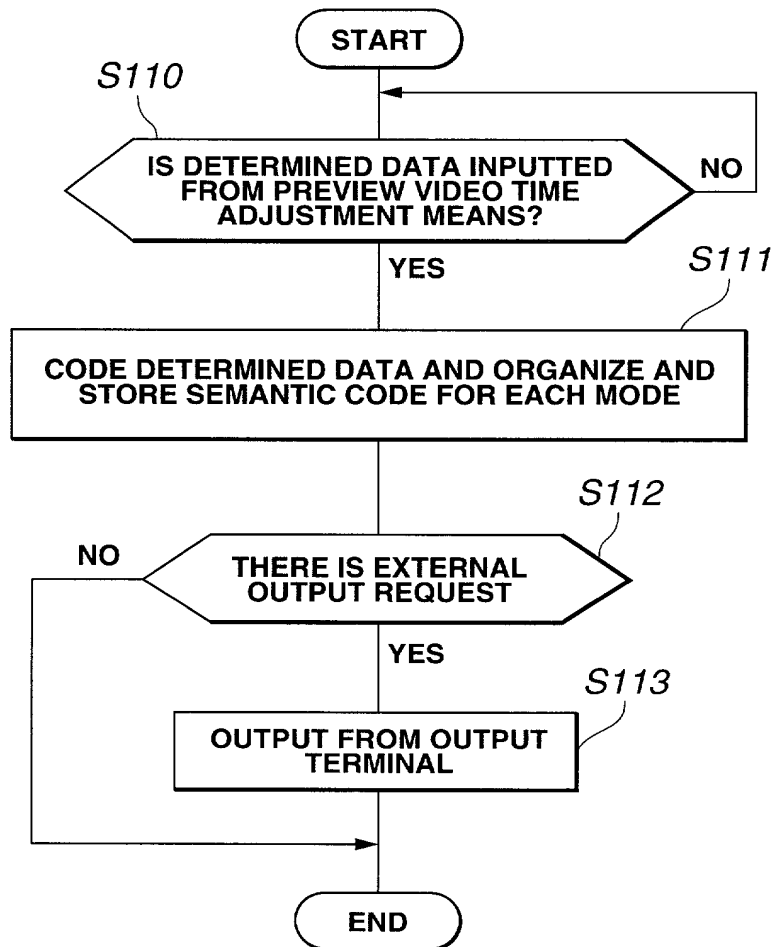 START
S110
IS DETERMINED DATA INPUTTED
FROM PREVIEW VIDEO TIME
ADJUSTMENT MEANS?
NO
YES
S111
CODE DETERMINED DATA AND ORGANIZE AND
STORE SEMANTIC CODE FOR EACH MODE
S112
NO
THERE IS EXTERNAL
OUTPUT REQUEST
YES
S113
OUTPUT FROM OUTPUT
TERMINAL
END